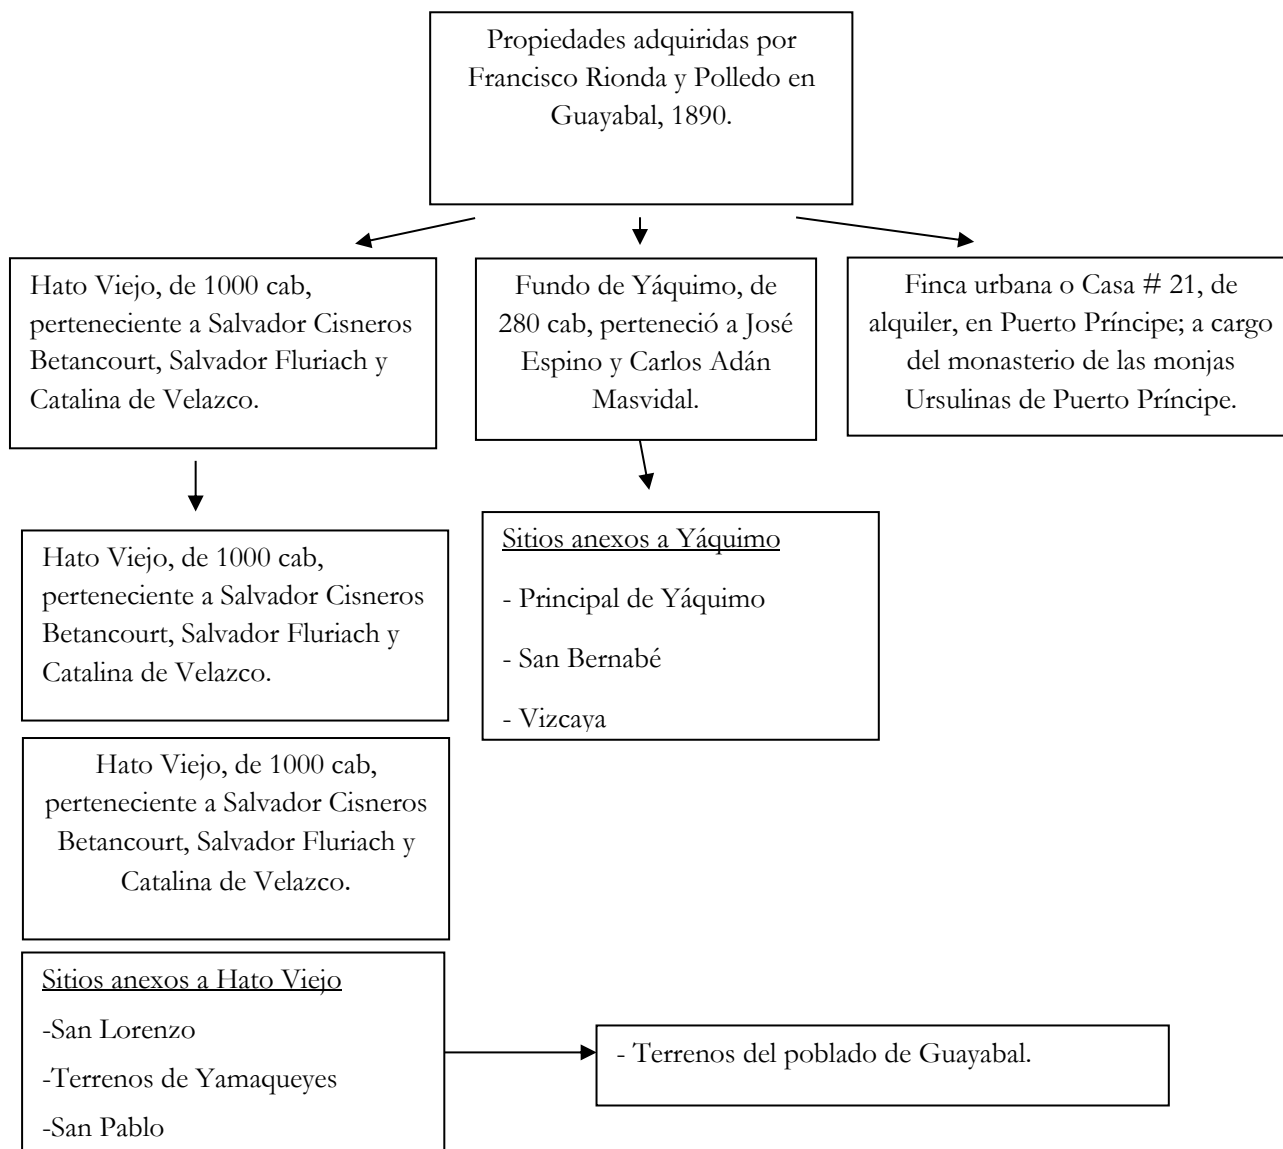 Propiedades adquiridas por
Francisco Rionda y Polledo en
Guayabal, 1890.
Hato Viejo, de 1000 cab,
perteneciente a Salvador Cisneros
Betancourt, Salvador Fluriach y
Catalina de Velazco.
Fundo de Yáquimo, de
280 cab, perteneció a José
Espino y Carlos Adán
Masvidal.
Finca urbana o Casa # 21, de
alquiler, en Puerto Príncipe; a cargo
del monasterio de las monjas
Ursulinas de Puerto Príncipe.
Hato Viejo, de 1000 cab,
perteneciente a Salvador Cisneros
Betancourt, Salvador Fluriach y
Catalina de Velazco.
Sitios anexos a Yáquimo
- Principal de Yáquimo
- San Bernabé
- Vizcaya
Hato Viejo, de 1000 cab,
perteneciente a Salvador Cisneros
Betancourt, Salvador Fluriach y
Catalina de Velazco.
Sitios anexos a Hato Viejo
-San Lorenzo
-Terrenos de Yamaqueyes
-San Pablo
- Terrenos del poblado de Guayabal.